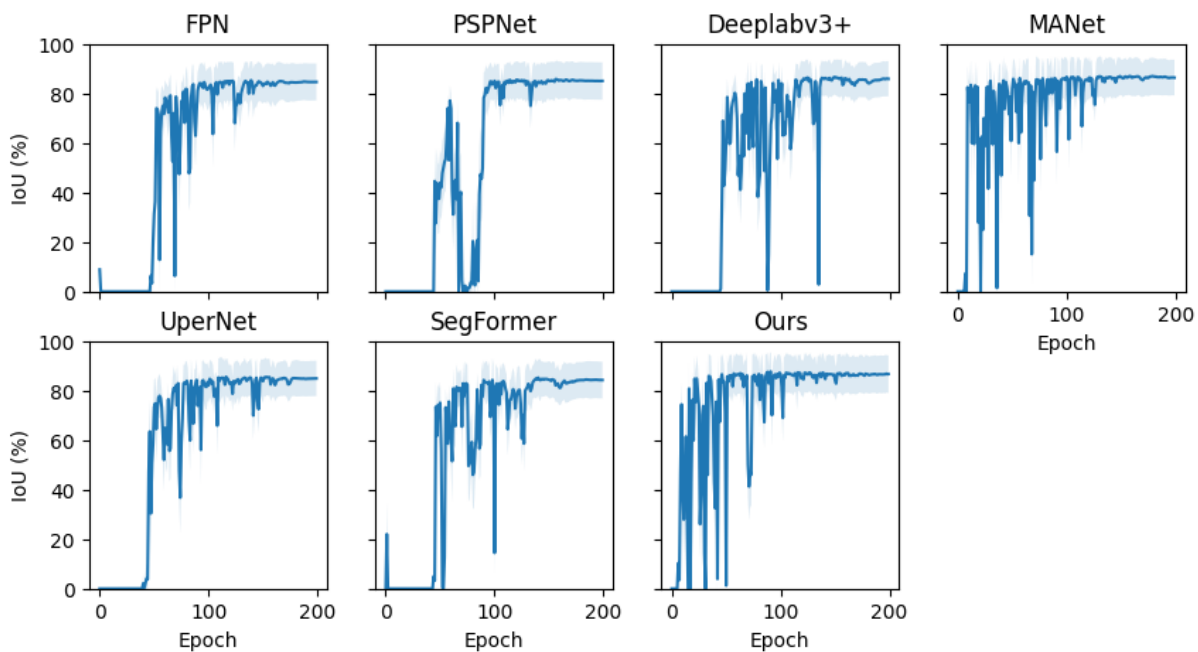 FPN PSPNet Deeplabv3+ MANet
100
80
60
40
20
0
IoU (%)
0 100 200
Epoch
UperNet SegFormer Ours
100
80
60
40
20
0
IoU (%)
0 100 200 0 100 200 0 100 200
Epoch Epoch Epoch